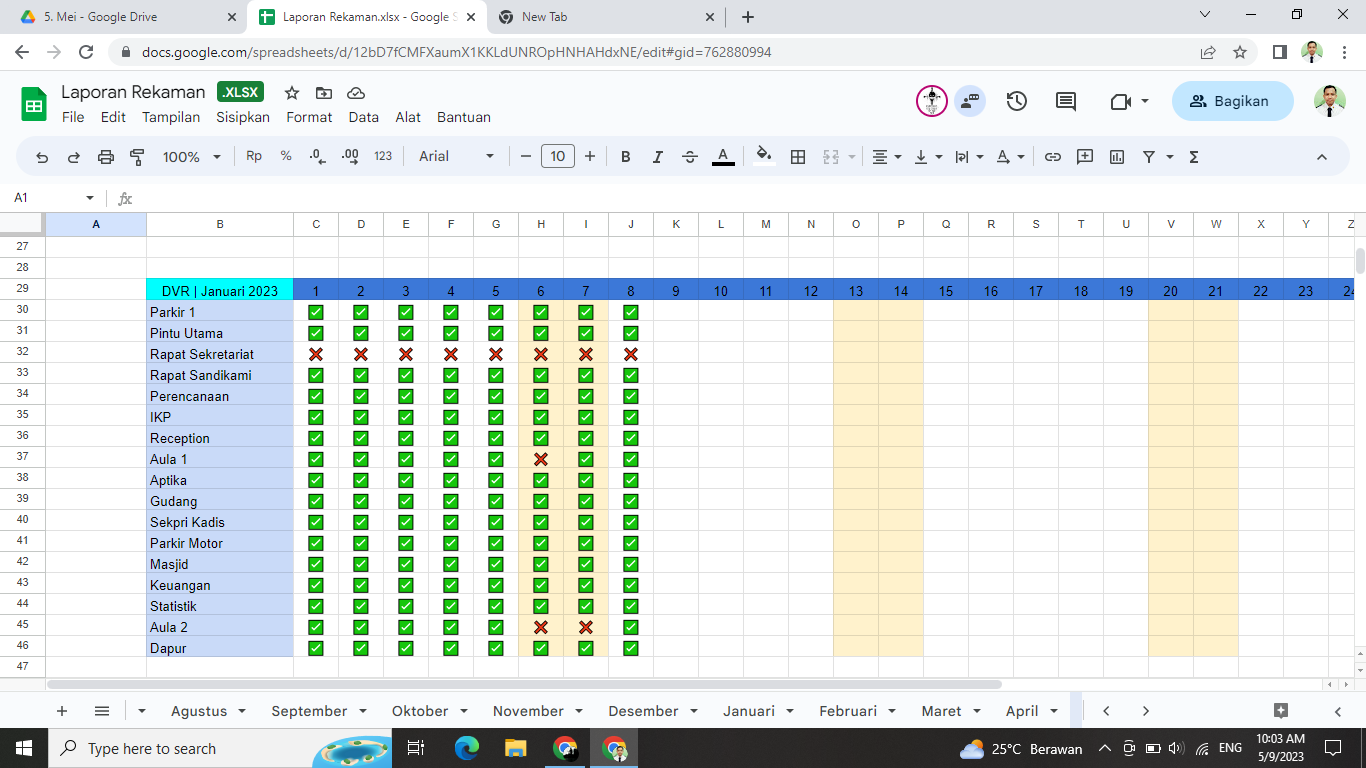 5. Mei - Google Drive
Laporan Rekaman.xlsx - Google S
New Tab
docs.google.com/spreadsheets/d/12bD7fCMFXaumX1KKLdUNROpHNHAHdxNE/edit#gid=762880994
Laporan Rekaman .XLSX
File Edit Tampilan Sisipkan Format Data Alat Bantuan
Bagikan
100% Rp % .0 .00 123 Arial 10 B I A
A1 fx
A B C D E F G H I J K L M N O P Q R S T U V W X Y Z
27
28
29 DVR | Januari 2023 1 2 3 4 5 6 7 8 9 10 11 12 13 14 15 16 17 18 19 20 21 22 23 24
30 Parkir 1
31 Pintu Utama
32 Rapat Sekretariat
33 Rapat Sandikami
34 Perencanaan
35 IKP
36 Reception
37 Aula 1
38 Aptika
39 Gudang
40 Sekpri Kadis
41 Parkir Motor
42 Masjid
43 Keuangan
44 Statistik
45 Aula 2
46 Dapur
47
Agustus September Oktober November Desember Januari Februari Maret April
Type here to search
25°C Berawan
ENG
10:03 AM
5/9/2023